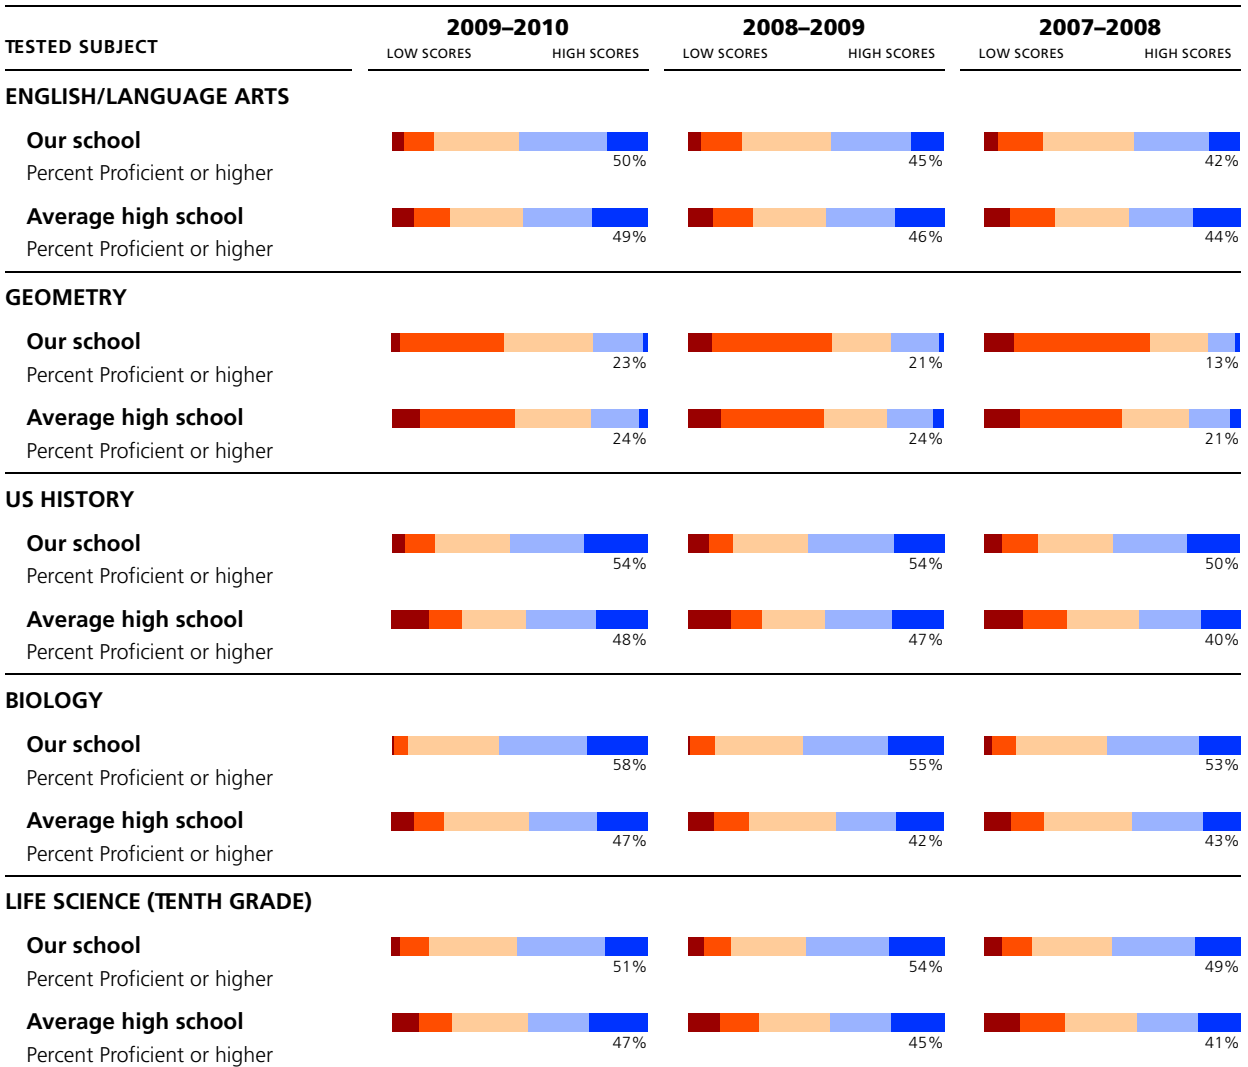 2009–2010 2008–2009 2007–2008
TESTED SUBJECT LOW SCORES HIGH SCORES LOW SCORES HIGH SCORES LOW SCORES HIGH SCORES
ENGLISH/LANGUAGE ARTS
Our school
50% 45% 42%
Percent Proficient or higher
Average high school
49% 46% 44%
Percent Proficient or higher
GEOMETRY
Our school
23% 21% 13%
Percent Proficient or higher
Average high school
24% 24% 21%
Percent Proficient or higher
US HISTORY
Our school
54% 54% 50%
Percent Proficient or higher
Average high school
48% 47% 40%
Percent Proficient or higher
BIOLOGY
Our school
58% 55% 53%
Percent Proficient or higher
Average high school
47% 42% 43%
Percent Proficient or higher
LIFE SCIENCE (TENTH GRADE)
Our school
51% 54% 49%
Percent Proficient or higher
Average high school
47% 45% 41%
Percent Proficient or higher